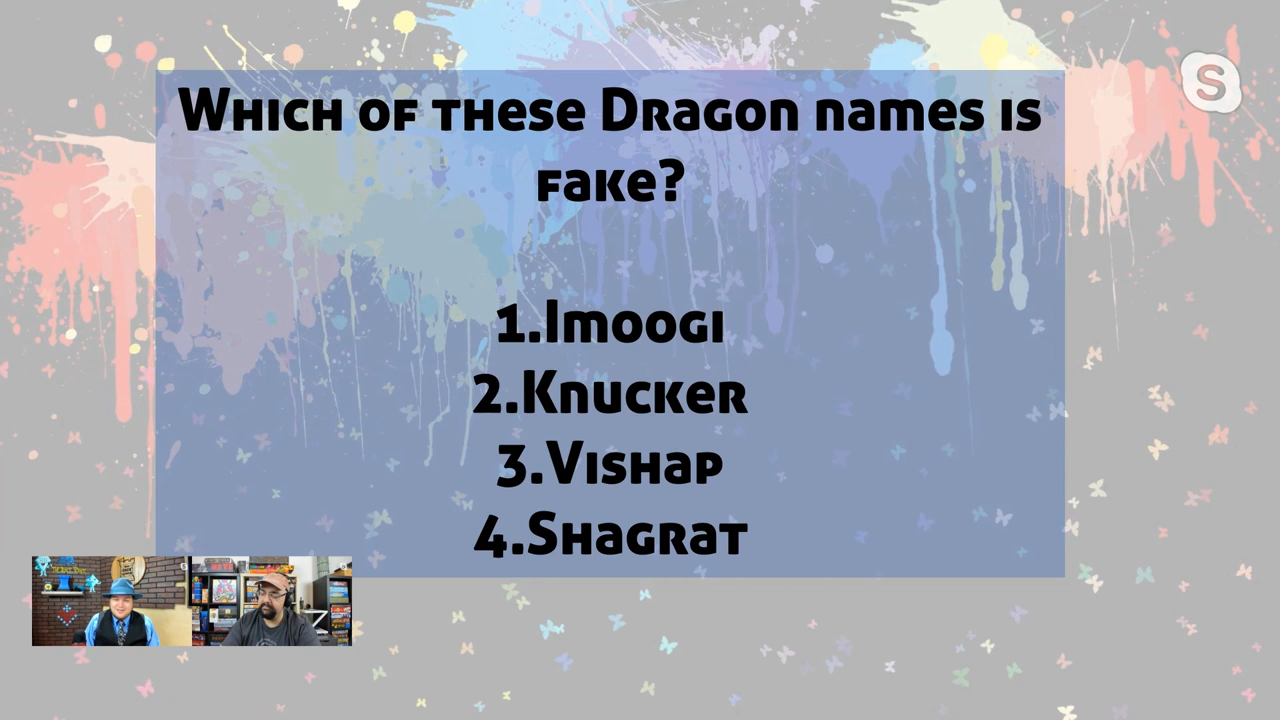 Which of these Dragon names is
fake?
1.Imoogi
2.Knucker
3.Vishap
4.Shagrat
S